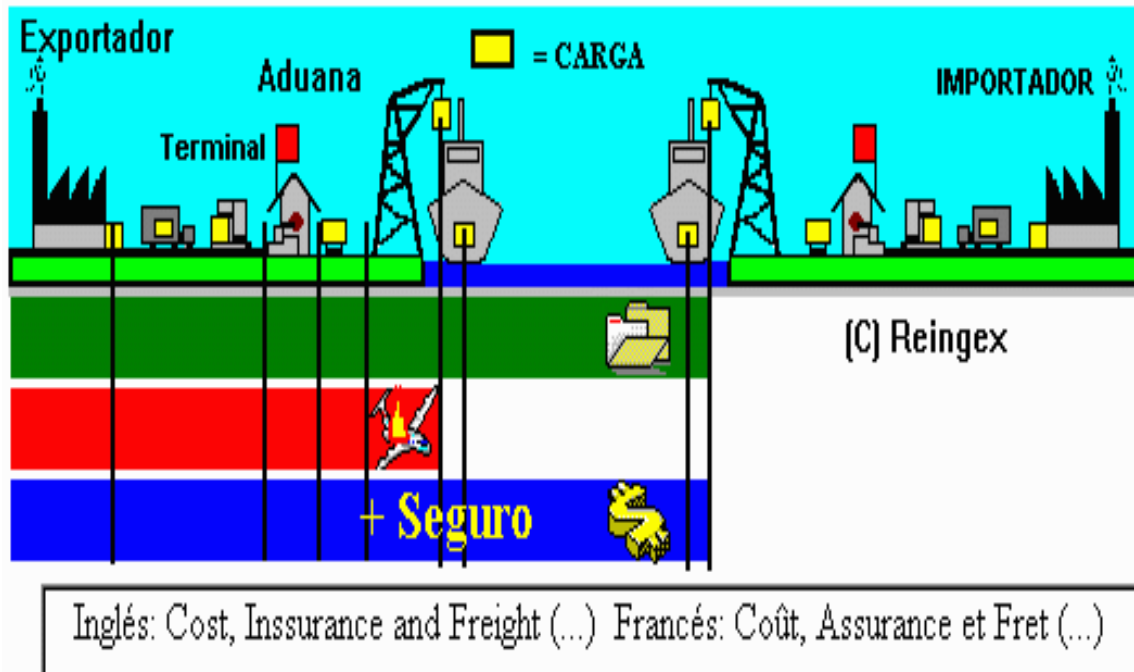 Exportador
= CARGA
Aduana
IMPORTADOR
Terminal
(C) Reingex
+ Seguro
Inglés: Cost, Inssurance and Freight (...) Francés: Coût, Assurance et Fret (...)